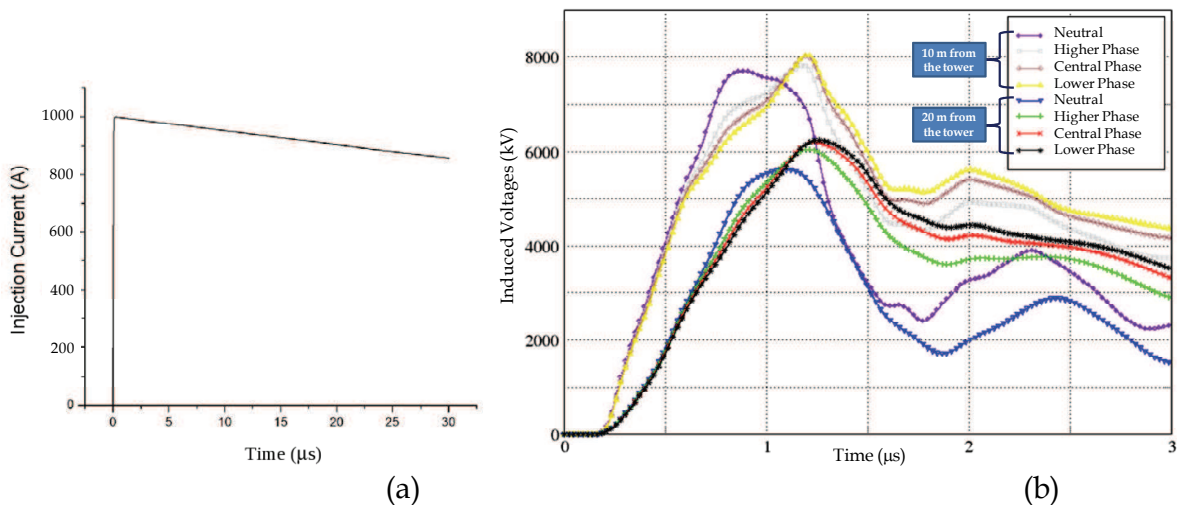 1000
800
600
400
200
0
Injection Current (A)
0
5
10
15
20
25
30
Time (μs)
(a)
8000
6000
4000
2000
0
Induced Voltages (kV)
0
1
2
3
Time (μs)
10 m from
the tower
20 m from
the tower
Neutral
Higher Phase
Central Phase
Lower Phase
Neutral
Higher Phase
Central Phase
Lower Phase
(b)